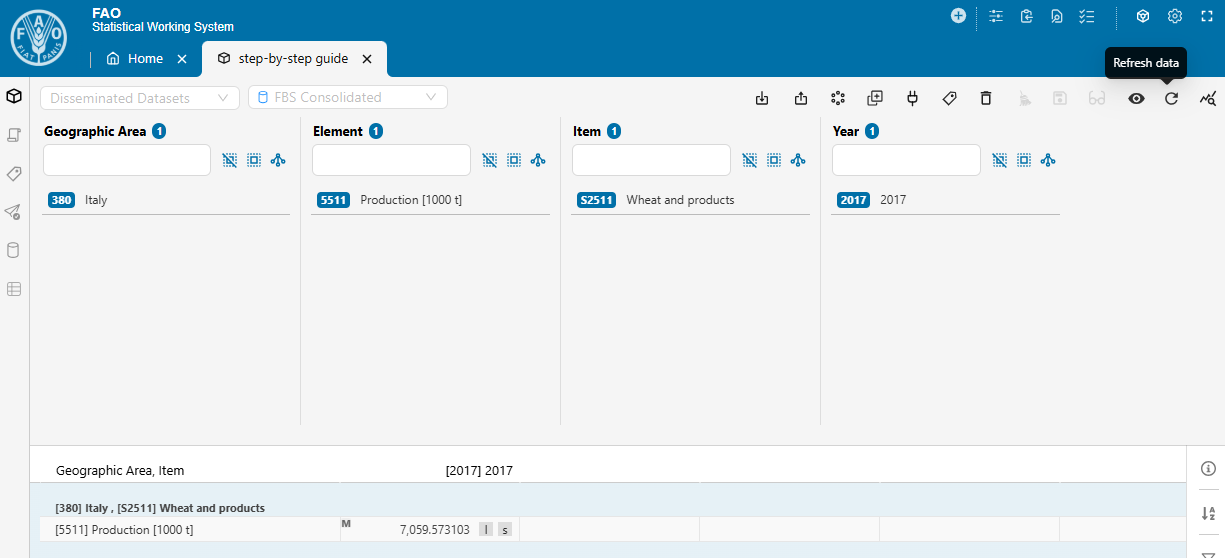 FAO
Statistical Working System
F A O
FIAT PANIS
Home
step-by-step guide
Refresh data
Disseminated Datasets
FBS Consolidated
Geographic Area 1
Element 1
Item 1
Year 1
380 Italy
5511 Production [1000 t]
S2511 Wheat and products
2017 2017
Geographic Area, Item
[2017] 2017
[380] Italy , [S2511] Wheat and products
[5511] Production [1000 t]
M 7,059.573103 I s